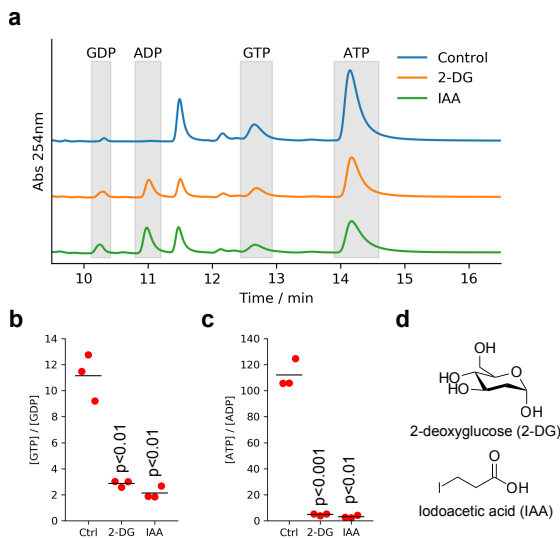 a
GDP ADP GTP ATP
Control
2-DG
IAA
Abs 254nm
10 11 12 13 14 15 16
Time / min
b
14
12
10
8
6
4
2
0
[GTP] / [GDP]
p<0.01
p<0.01
Ctrl 2-DG IAA
c
140
120
100
80
60
40
20
0
[ATP] / [ADP]
p<0.001
p<0.01
Ctrl 2-DG IAA
d
OH
HO
O
HO
OH
2-deoxyglucose (2-DG)
O
I
OH
Iodoacetic acid (IAA)